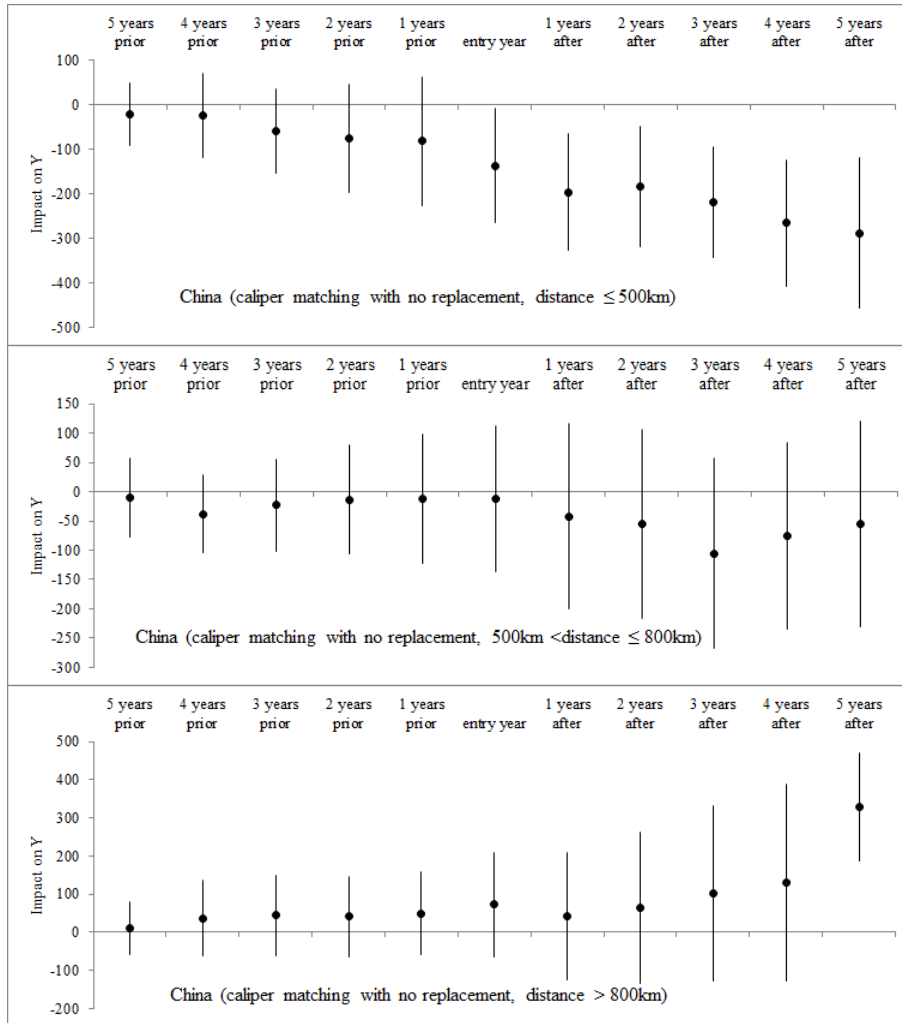 5 years prior 4 years prior 3 years prior 2 years prior 1 years prior entry year 1 years after 2 years after 3 years after 4 years after 5 years after
100
0
-100
-200
-300
-400
-500
Impact on Y
China (caliper matching with no replacement, distance ≤ 500km)
5 years prior 4 years prior 3 years prior 2 years prior 1 years prior entry year 1 years after 2 years after 3 years after 4 years after 5 years after
150
100
50
0
-50
-100
-150
-200
-250
-300
Impact on Y
China (caliper matching with no replacement, 500km <distance ≤ 800km)
5 years prior 4 years prior 3 years prior 2 years prior 1 years prior entry year 1 years after 2 years after 3 years after 4 years after 5 years after
500
400
300
200
100
0
-100
-200
Impact on Y
China (caliper matching with no replacement, distance > 800km)